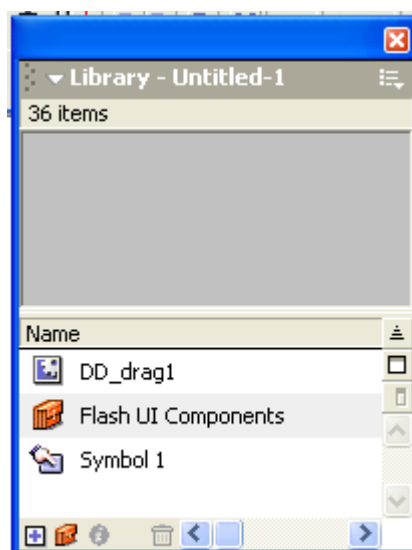 Library - Untitled-1
36 items
Name
DD_drag1
Flash UI Components
Symbol 1